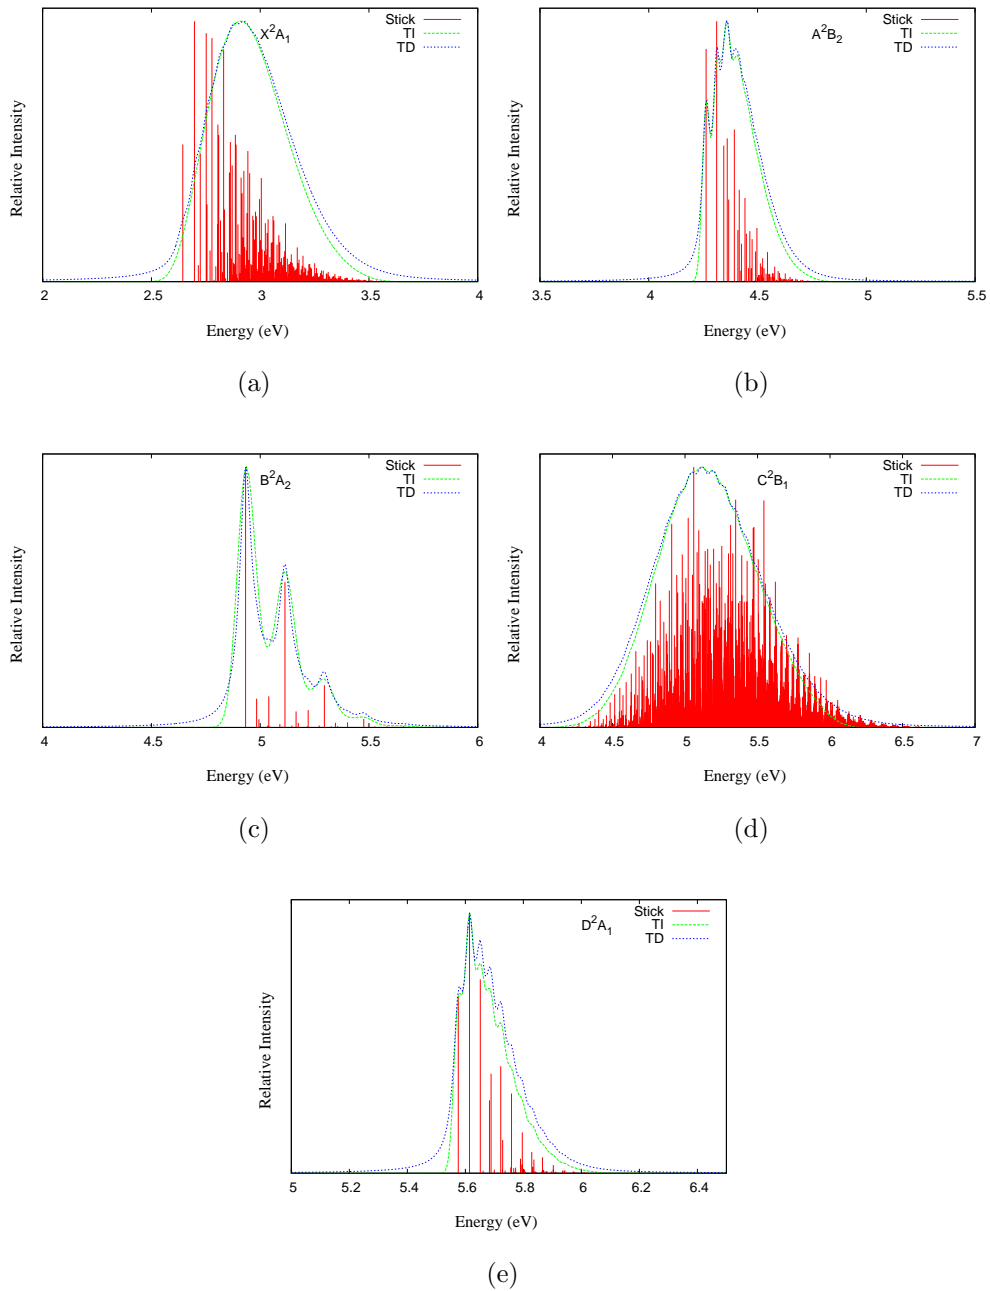 Relative Intensity
X²A₁
Stick
TI
TD
2 2.5 3 3.5 4
Energy (eV)
(a)
Relative Intensity
A²B₂
Stick
TI
TD
3.5 4 4.5 5 5.5
Energy (eV)
(b)
Relative Intensity
B²A₂
Stick
TI
TD
4 4.5 5 5.5 6
Energy (eV)
(c)
Relative Intensity
C²B₁
Stick
TI
TD
4 4.5 5 5.5 6 6.5 7
Energy (eV)
(d)
Relative Intensity
D²A₁
Stick
TI
TD
5 5.2 5.4 5.6 5.8 6 6.2 6.4
Energy (eV)
(e)